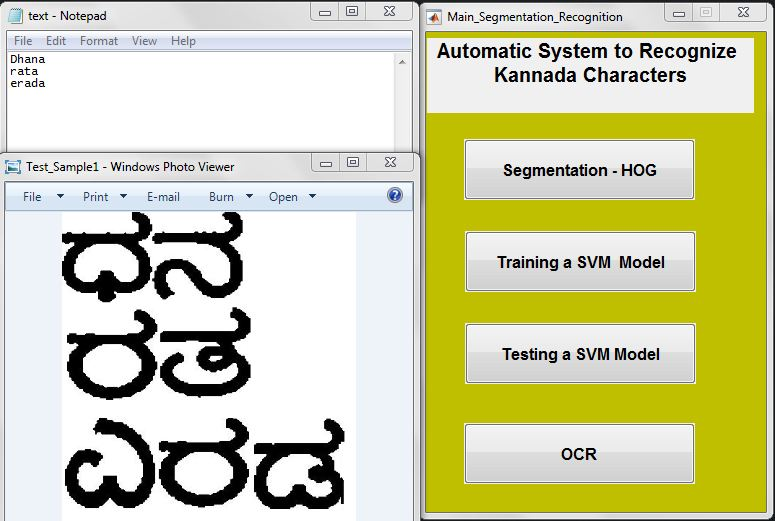 text - Notepad
File Edit Format View Help
Dhana
rata
erada
Test_Sample1 - Windows Photo Viewer
File Print E-mail Burn Open
ಧನ
ರತ
ಎರಡ
Main_Segmentation_Recognition
Automatic System to Recognize
Kannada Characters
Segmentation - HOG
Training a SVM Model
Testing a SVM Model
OCR